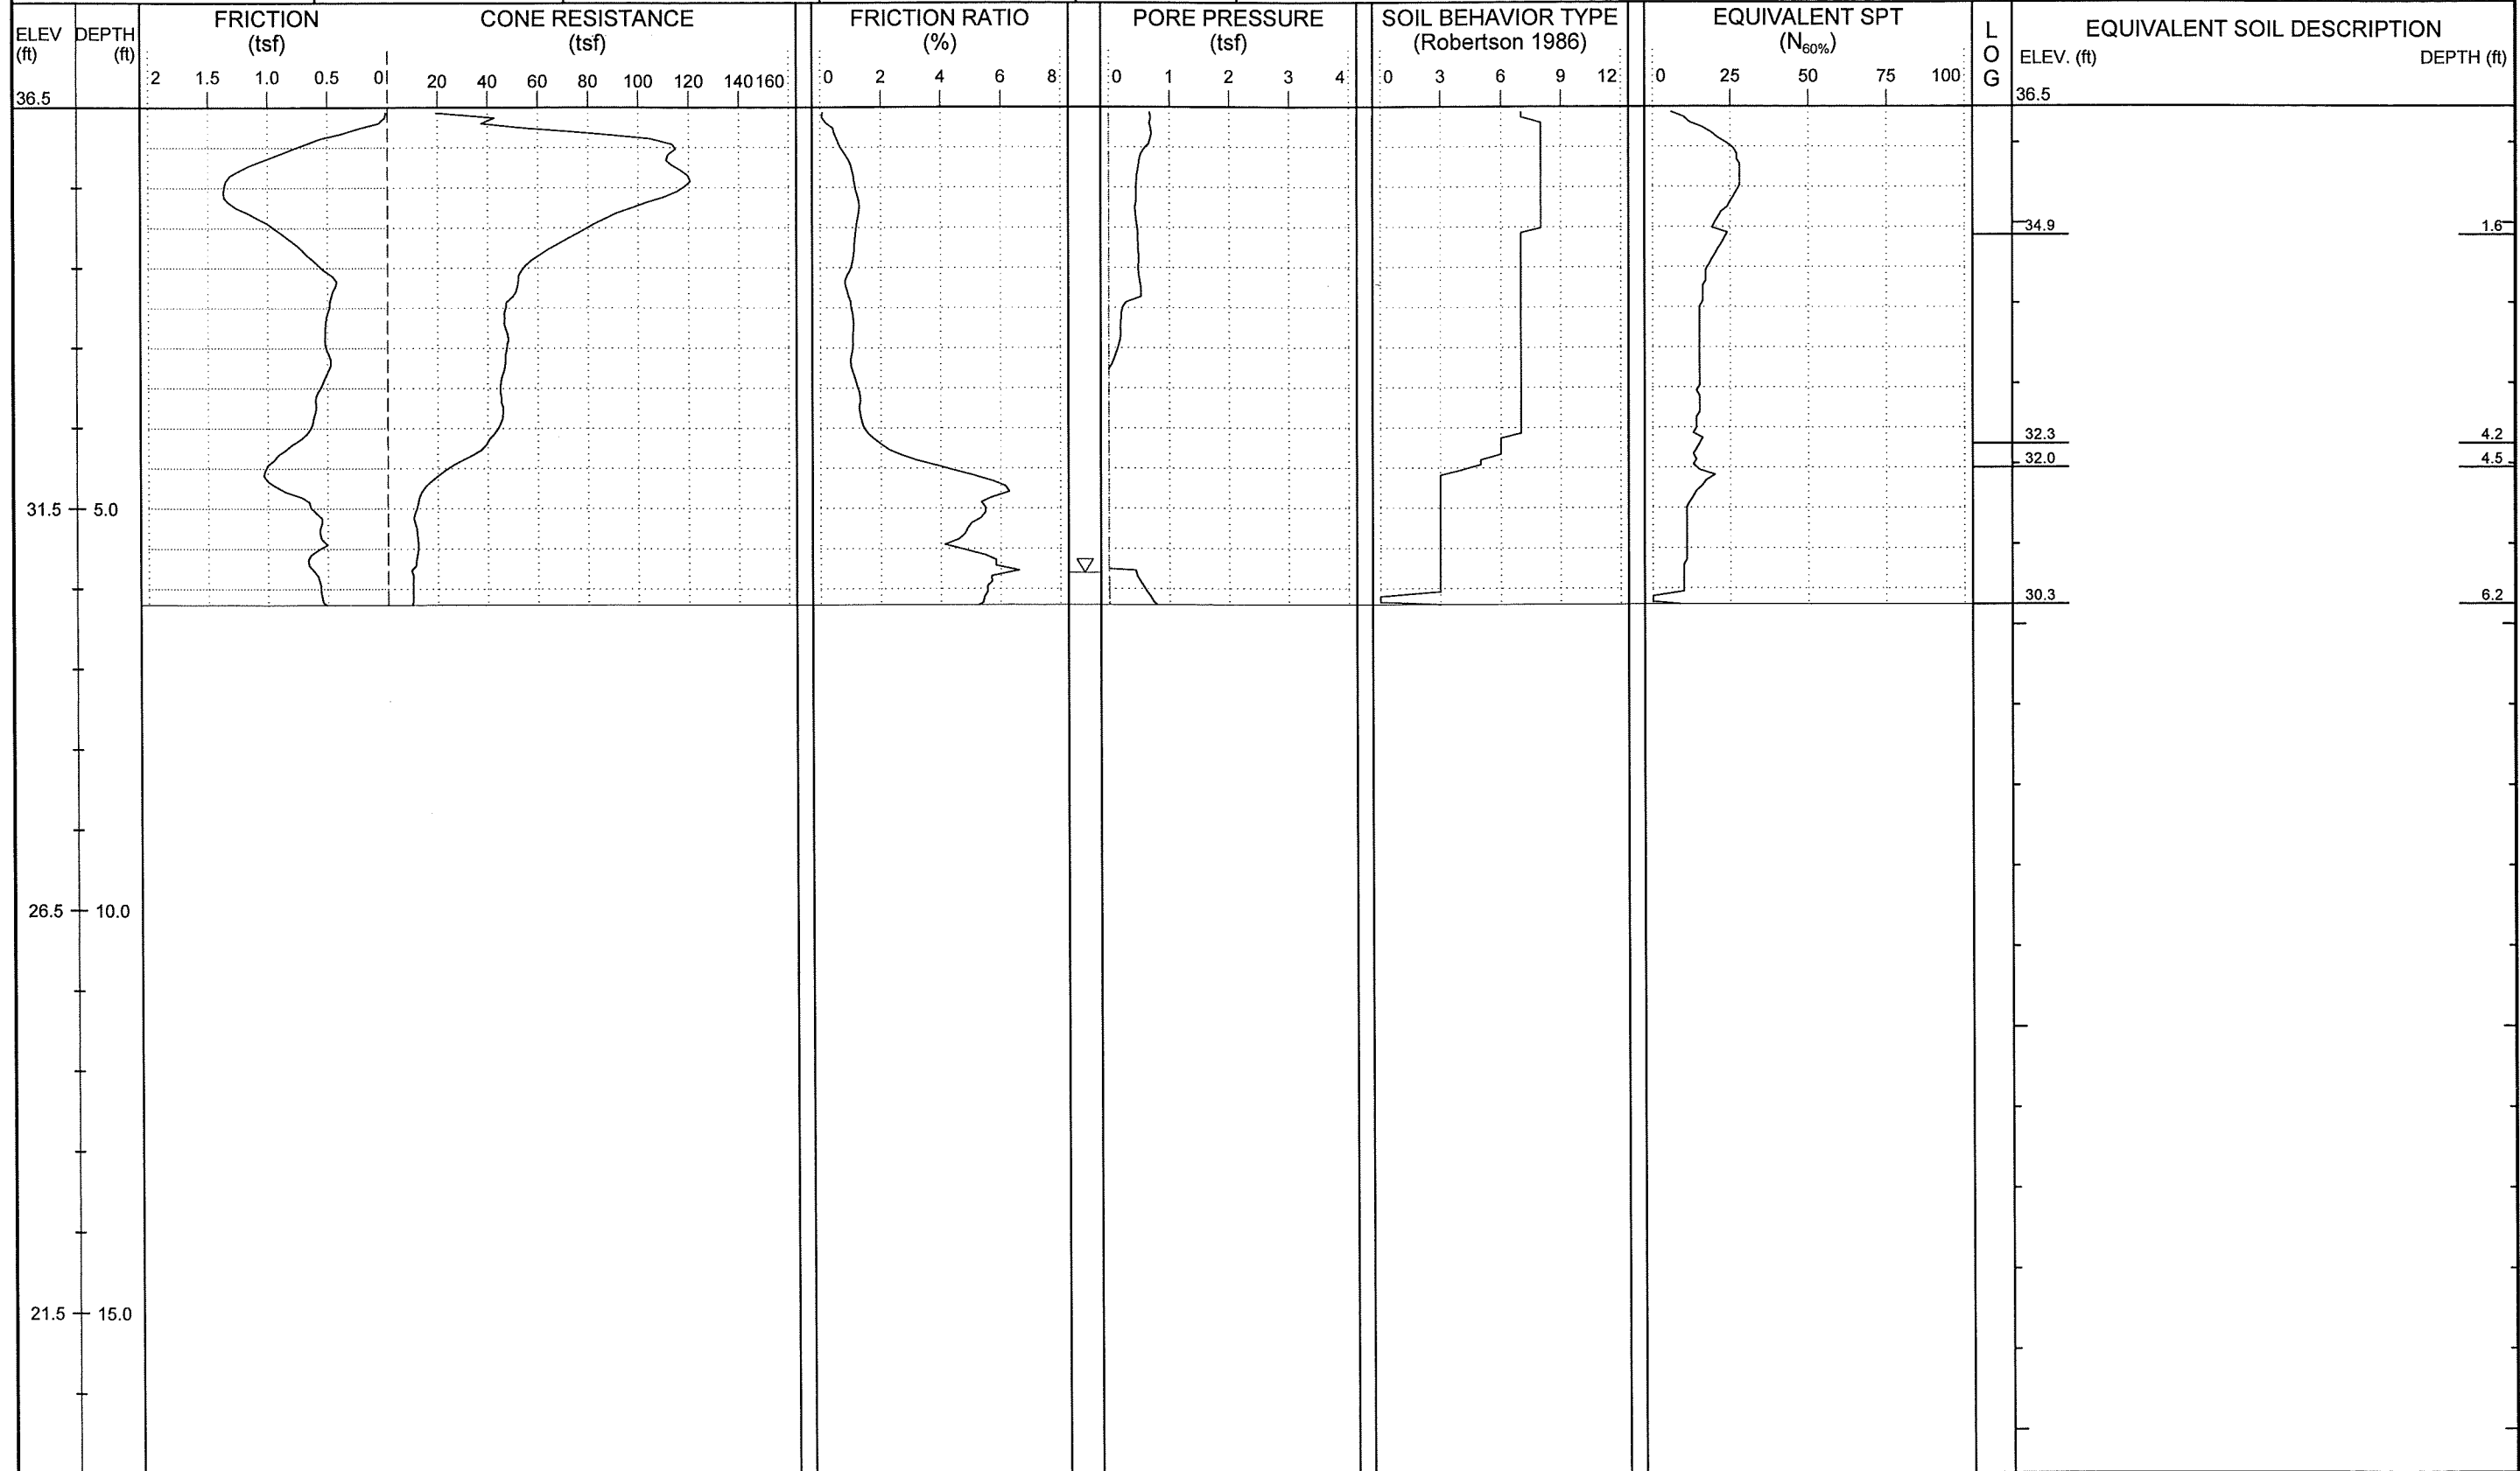 FRICTION CONE RESISTANCE FRICTION RATIO PORE PRESSURE SOIL BEHAVIOR TYPE EQUIVALENT SPT L
ELEV DEPTH (tsf) (tsf) (%) (tsf) (Robertson 1986) (N60%) O EQUIVALENT SOIL DESCRIPTION
(ft) (ft) G ELEV. (ft) DEPTH (ft)
2 1.5 1.0 0.5 0 20 40 60 80 100 120 140 160 0 2 4 6 8 0 1 2 3 4 0 3 6 9 12 0 25 50 75 100
36.5 36.5
34.9 1.6
32.3 4.2
32.0 4.5
31.5 5.0
30.3 6.2
26.5 10.0
21.5 15.0